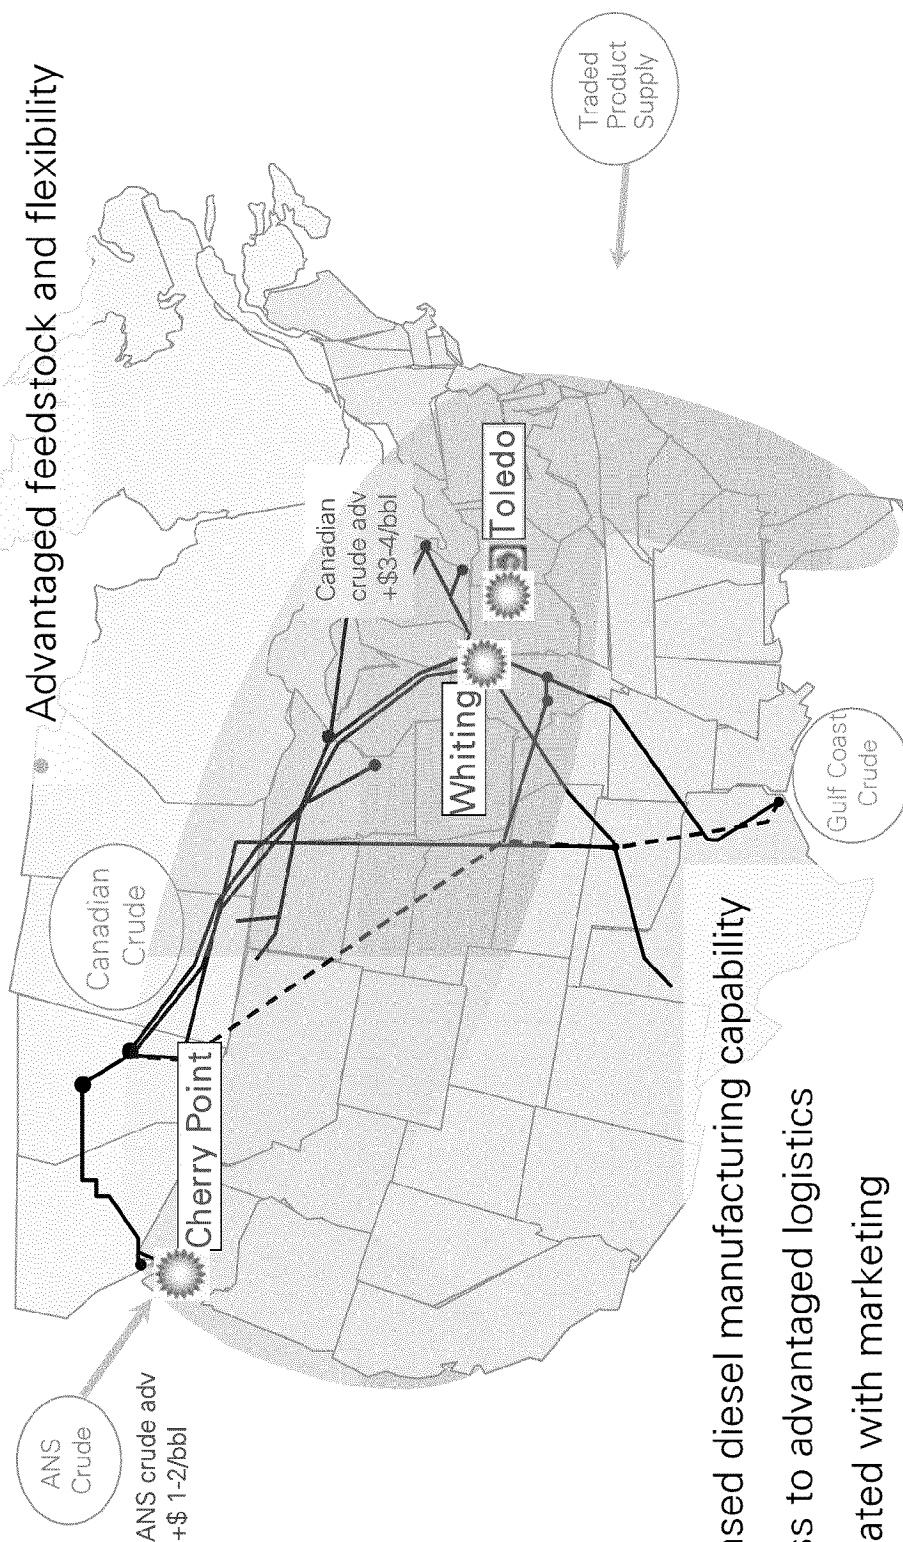 Advantaged feedstock and flexibility
ANS
Crude
ANS crude adv
+$ 1-2/bbl
Canadian
Crude
Cherry Point
Canadian
crude adv
+$3-4/bbl
Whiting
Toledo
Traded
Product
Supply
Gulf Coast
Crude
diesel manufacturing capability
to advantaged logistics
with marketing